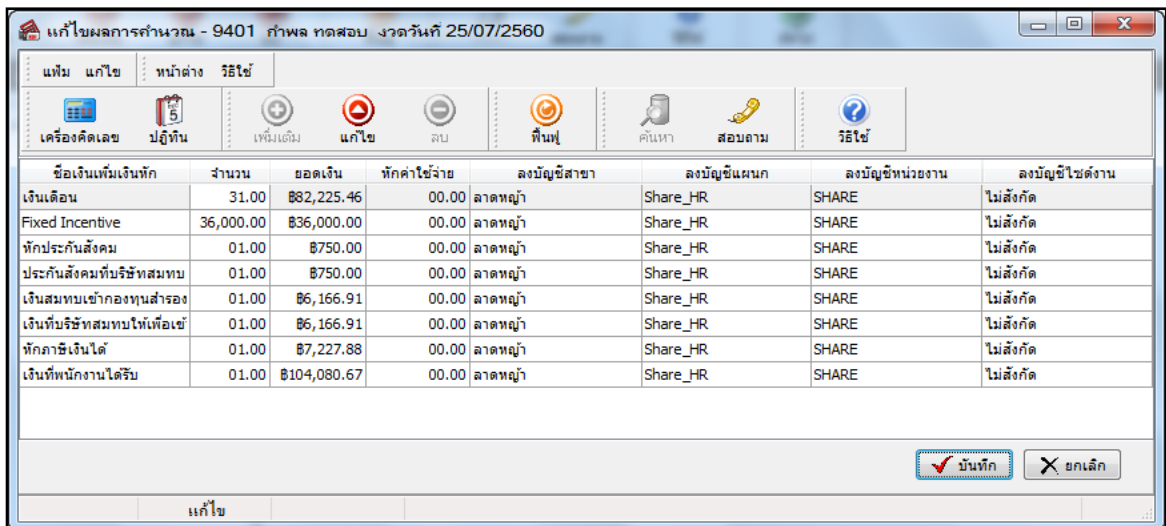 แก้ไขผลการคำนวณ - 9401 กำพล ทดสอบ งวดวันที่ 25/07/2560
แฟ้ม แก้ไข หน้าต่าง วิธีใช้
เครื่องคิดเลข ปฏิทิน เพิ่มเติม แก้ไข ลบ ฟื้นฟู ค้นหา สอบถาม วิธีใช้
ชื่อเงินเพิ่มเงินหัก จำนวน ยอดเงิน หักค่าใช้จ่าย ลงบัญชีสาขา ลงบัญชีแผนก ลงบัญชีหน่วยงาน ลงบัญชีไซด์งาน
เงินเดือน 31.00 ฿82,225.46 00.00 ลาดหญ้า Share_HR SHARE ไม่สังกัด
Fixed Incentive 36,000.00 ฿36,000.00 00.00 ลาดหญ้า Share_HR SHARE ไม่สังกัด
หักประกันสังคม 01.00 ฿750.00 00.00 ลาดหญ้า Share_HR SHARE ไม่สังกัด
ประกันสังคมที่บริษัทสมทบ 01.00 ฿750.00 00.00 ลาดหญ้า Share_HR SHARE ไม่สังกัด
เงินสมทบเข้ากองทุนสำรอง 01.00 ฿6,166.91 00.00 ลาดหญ้า Share_HR SHARE ไม่สังกัด
เงินที่บริษัทสมทบให้เพื่อเข้ 01.00 ฿6,166.91 00.00 ลาดหญ้า Share_HR SHARE ไม่สังกัด
หักภาษีเงินได้ 01.00 ฿7,227.88 00.00 ลาดหญ้า Share_HR SHARE ไม่สังกัด
เงินที่พนักงานได้รับ 01.00 ฿104,080.67 00.00 ลาดหญ้า Share_HR SHARE ไม่สังกัด
บันทึก ยกเลิก
แก้ไข